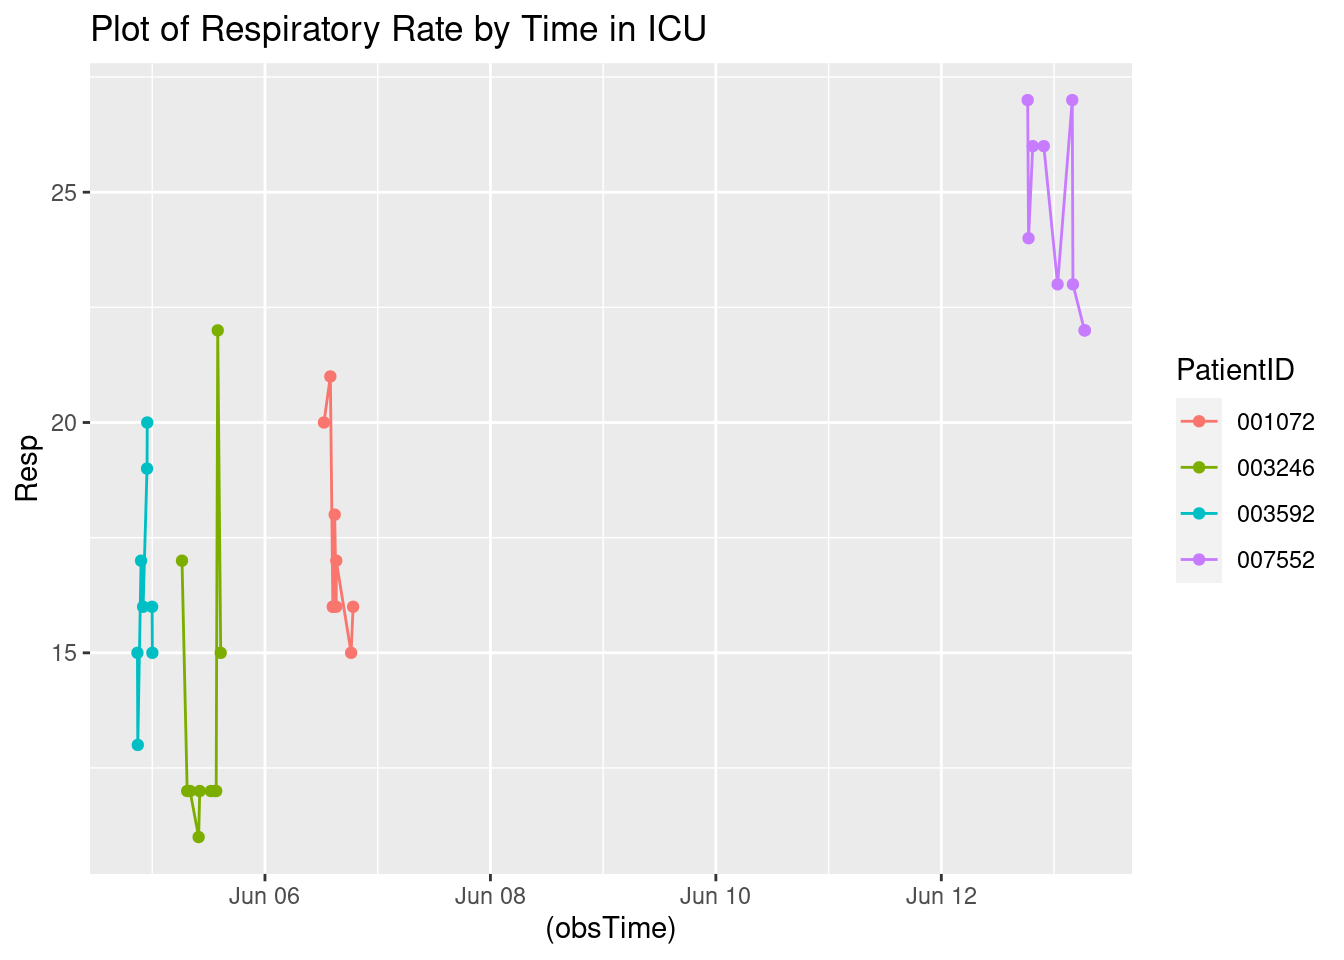 Plot of Respiratory Rate by Time in ICU
Resp
25
20
15
Jun 06 Jun 08 Jun 10 Jun 12
(obsTime)
PatientID
001072
003246
003592
007552